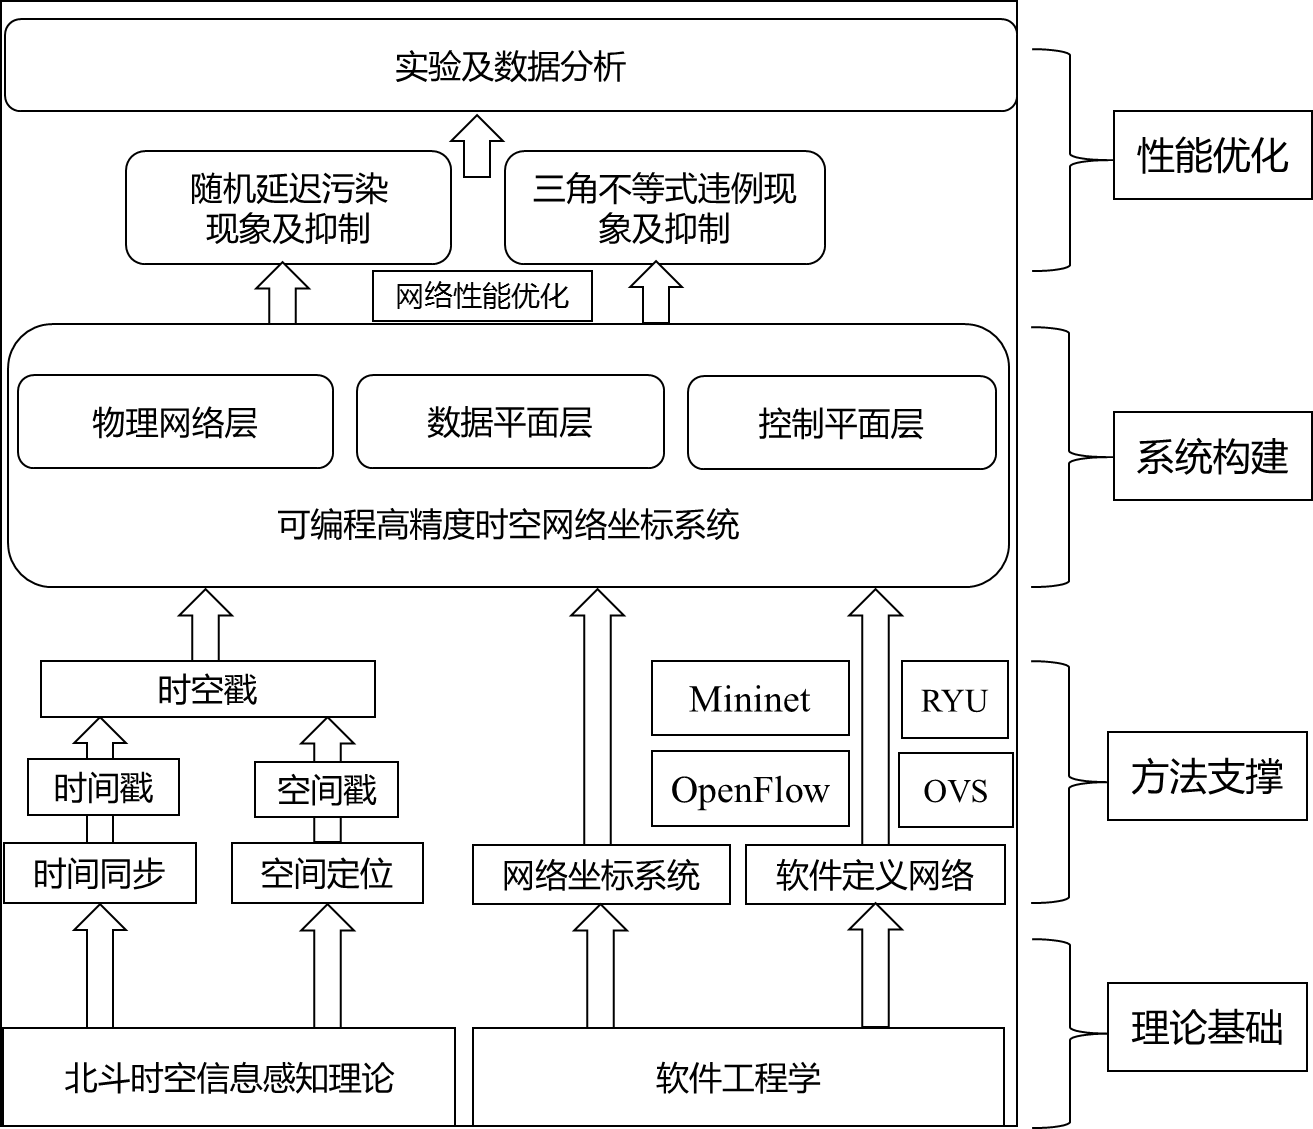 实验及数据分析
性能优化
随机延迟污染
现象及抑制
三角不等式违例现
象及抑制
网络性能优化
物理网络层
数据平面层
控制平面层
系统构建
可编程高精度时空网络坐标系统
时空戳
Mininet
RYU
时间戳
空间戳
OpenFlow
OVS
方法支撑
时间同步
空间定位
网络坐标系统
软件定义网络
理论基础
北斗时空信息感知理论
软件工程学